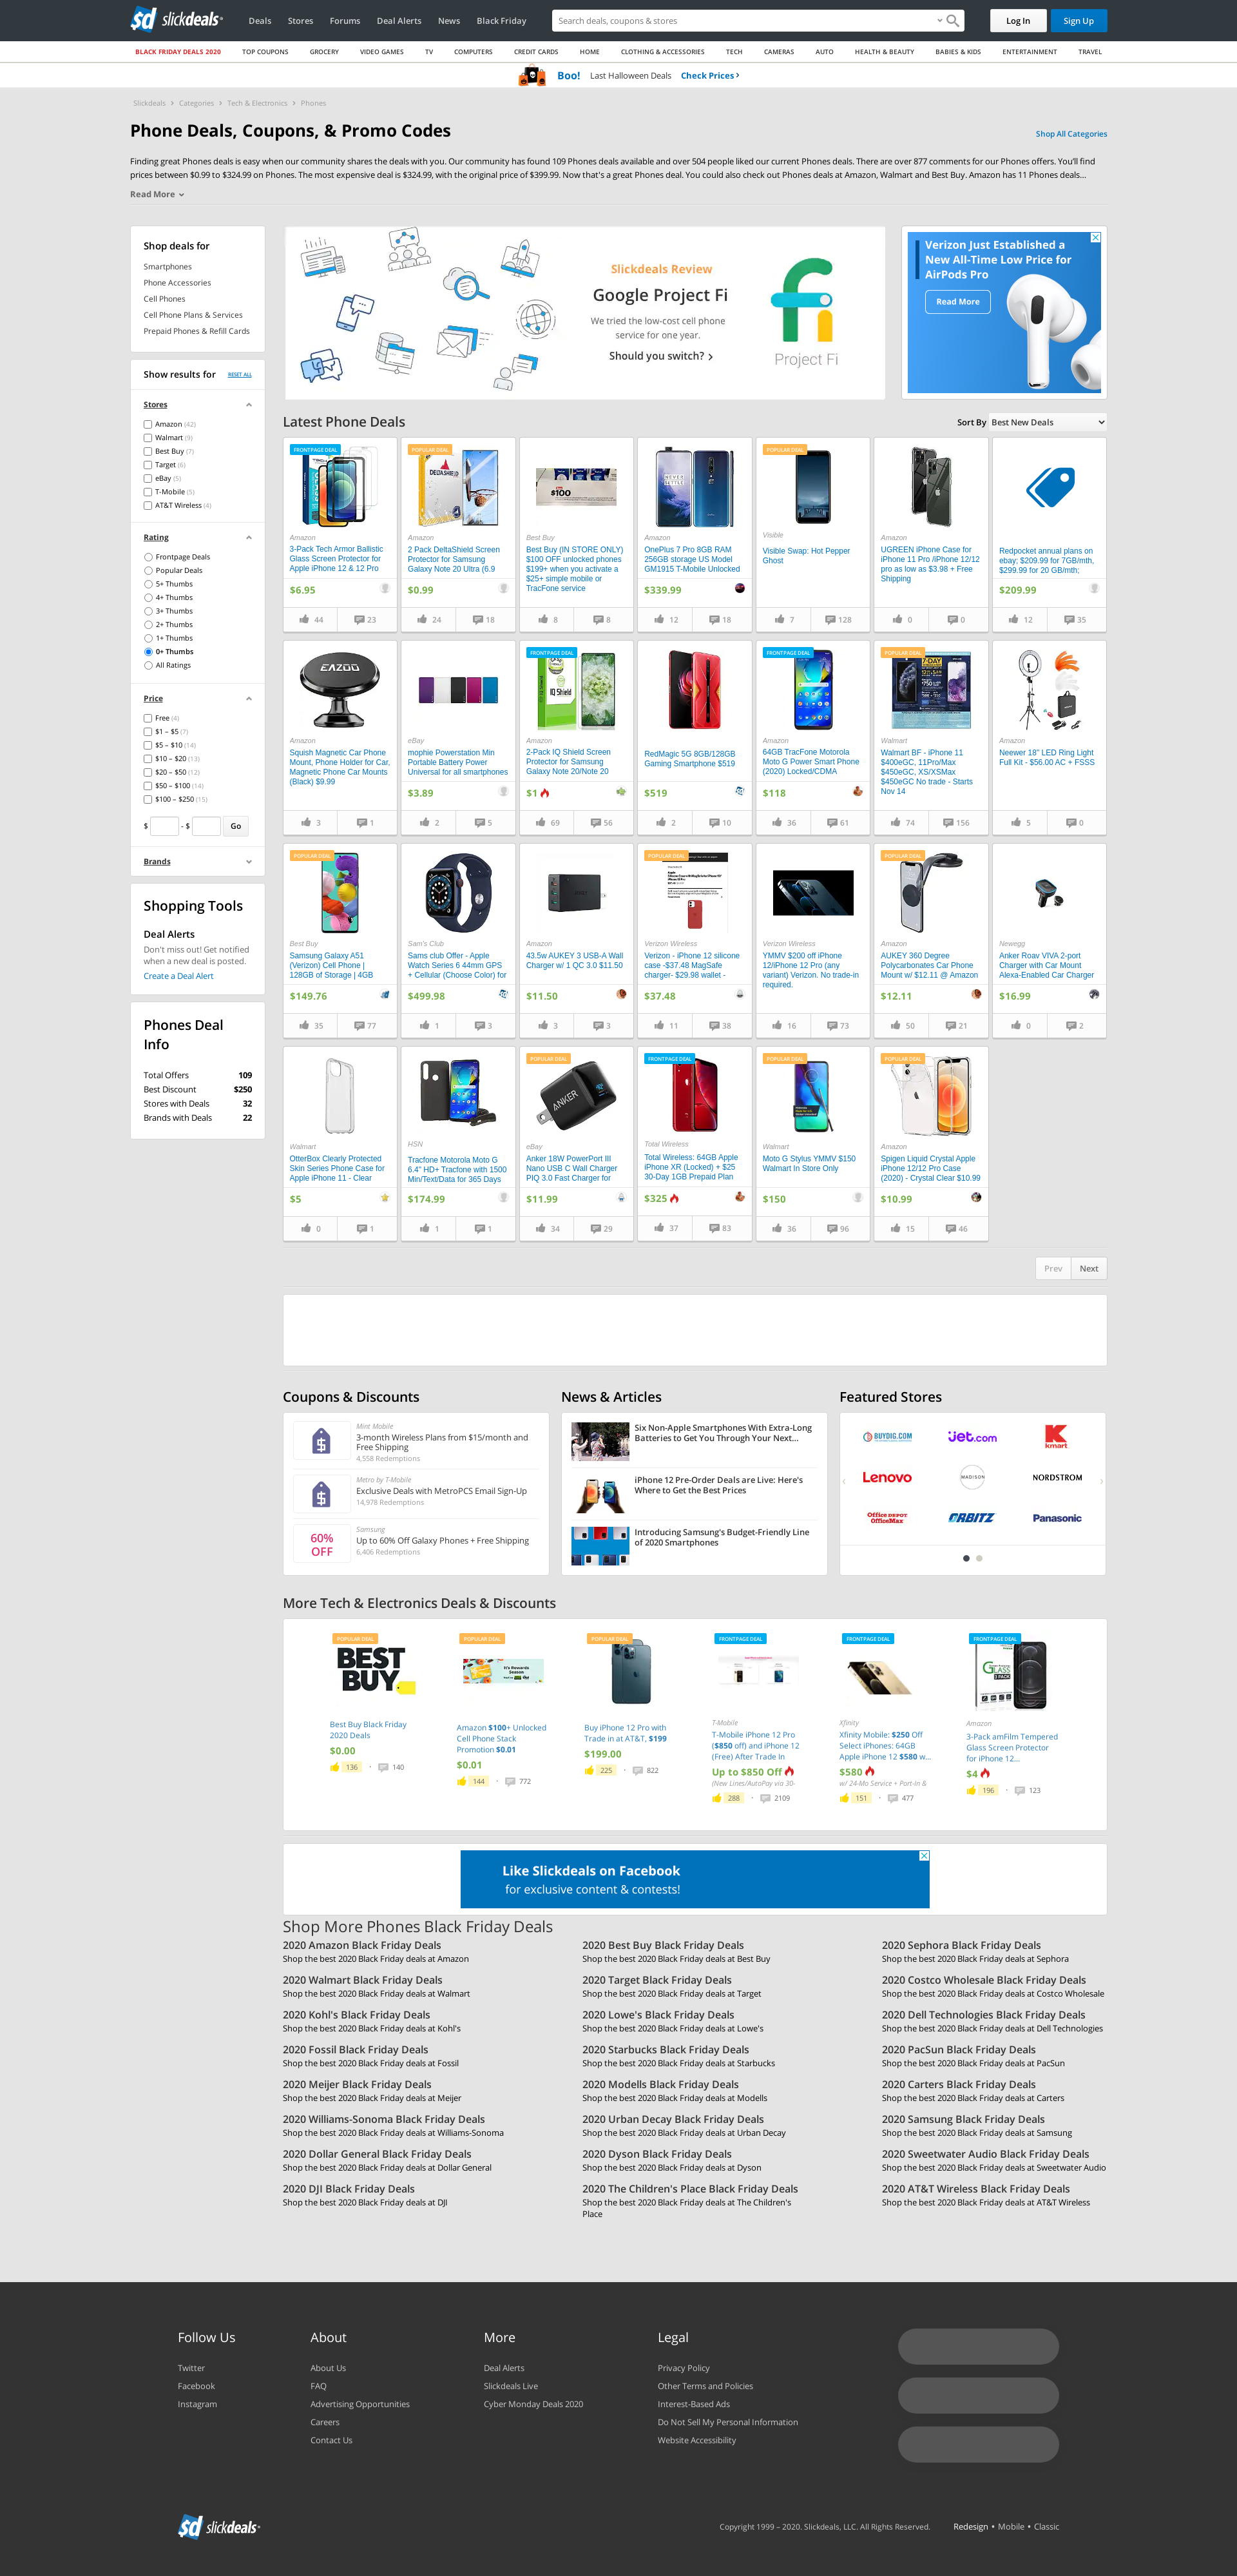 slickdeals
Deals
Stores
Forums
Deal Alerts
News
Black Friday
Search deals, coupons & stores
Log In
Sign Up
BLACK FRIDAY DEALS 2020
TOP COUPONS
GROCERY
VIDEO GAMES
TV
COMPUTERS
CREDIT CARDS
HOME
CLOTHING & ACCESSORIES
TECH
CAMERAS
AUTO
HEALTH & BEAUTY
BABIES & KIDS
ENTERTAINMENT
TRAVEL
Boo! Last Halloween Deals Check Prices
Slickdeals › Categories › Tech & Electronics › Phones
Phone Deals, Coupons, & Promo Codes
Shop All Categories
Finding great Phones deals is easy when our community shares the deals with you. Our community has found 109 Phones deals available and over 504 people liked our current Phones deals. There are over 877 comments for our Phones offers. You'll find
prices between $0.99 to $324.99 on Phones. The most expensive deal is $324.99, with the original price of $399.99. Now that's a great Phones deal. You could also check out Phones deals at Amazon, Walmart and Best Buy. Amazon has 11 Phones deals...
Read More
Shop deals for
Smartphones
Phone Accessories
Cell Phones
Cell Phone Plans & Services
Prepaid Phones & Refill Cards
Show results for
RESET ALL
Stores
Amazon (42)
Walmart (9)
Best Buy (7)
Target (6)
eBay (5)
T-Mobile (5)
AT&T Wireless (4)
Rating
Frontpage Deals
Popular Deals
5+ Thumbs
4+ Thumbs
3+ Thumbs
2+ Thumbs
1+ Thumbs
0+ Thumbs
All Ratings
Price
Free (4)
$1 – $5 (7)
$5 – $10 (14)
$10 – $20 (13)
$20 – $50 (12)
$50 – $100 (14)
$100 – $250 (15)
$ - $ Go
Brands
Shopping Tools
Deal Alerts
Don't miss out! Get notified
when a new deal is posted.
Create a Deal Alert
Phones Deal
Info
Total Offers 109
Best Discount $250
Stores with Deals 32
Brands with Deals 22
Slickdeals Review
Google Project Fi
We tried the low-cost cell phone
service for one year.
Should you switch?
Project Fi
Verizon Just Established a
New All-Time Low Price for
AirPods Pro
Read More
Latest Phone Deals
Sort By Best New Deals
FRONTPAGE DEAL
Amazon
3-Pack Tech Armor Ballistic
Glass Screen Protector for
Apple iPhone 12 & 12 Pro
$6.95
44 23
POPULAR DEAL
DELTASHIELD
Amazon
2 Pack DeltaShield Screen
Protector for Samsung
Galaxy Note 20 Ultra (6.9
$0.99
24 18
$100
Best Buy
Best Buy (IN STORE ONLY)
$100 OFF unlocked phones
$199+ when you activate a
$25+ simple mobile or
TracFone service
8 8
Amazon
OnePlus 7 Pro 8GB RAM
256GB storage US Model
GM1915 T-Mobile Unlocked
$339.99
12 18
POPULAR DEAL
Visible
Visible Swap: Hot Pepper
Ghost
7 128
Amazon
UGREEN iPhone Case for
iPhone 11 Pro /iPhone 12/12
pro as low as $3.98 + Free
Shipping
0 0
Redpocket annual plans on
ebay; $209.99 for 7GB/mth,
$299.99 for 20 GB/mth;
$209.99
12 35
EAZOO
Amazon
Squish Magnetic Car Phone
Mount, Phone Holder for Car,
Magnetic Phone Car Mounts
(Black) $9.99
3 1
eBay
mophie Powerstation Min
Portable Battery Power
Universal for all smartphones
$3.89
2 5
FRONTPAGE DEAL
IQ Shield
Amazon
2-Pack IQ Shield Screen
Protector for Samsung
Galaxy Note 20/Note 20
$1
69 56
RedMagic 5G 8GB/128GB
Gaming Smartphone $519
$519
2 10
FRONTPAGE DEAL
Amazon
64GB TracFone Motorola
Moto G Power Smart Phone
(2020) Locked/CDMA
$118
36 61
POPULAR DEAL
Walmart
Walmart BF - iPhone 11
$400eGC, 11Pro/Max
$450eGC, XS/XSMax
$450eGC No trade - Starts
Nov 14
74 156
Amazon
Neewer 18" LED Ring Light
Full Kit - $56.00 AC + FSSS
5 0
POPULAR DEAL
Best Buy
Samsung Galaxy A51
(Verizon) Cell Phone |
128GB of Storage | 4GB
$149.76
35 77
Sam's Club
Sams club Offer - Apple
Watch Series 6 44mm GPS
+ Cellular (Choose Color) for
$499.98
1 3
Amazon
43.5w AUKEY 3 USB-A Wall
Charger w/ 1 QC 3.0 $11.50
$11.50
3 3
POPULAR DEAL
Verizon Wireless
Verizon - iPhone 12 silicone
case -$37.48 MagSafe
charger- $29.98 wallet -
$37.48
11 38
Verizon Wireless
YMMV $200 off iPhone
12/iPhone 12 Pro (any
variant) Verizon. No trade-in
required.
16 73
POPULAR DEAL
Amazon
AUKEY 360 Degree
Polycarbonates Car Phone
Mount w/ $12.11 @ Amazon
$12.11
50 21
Newegg
Anker Roav VIVA 2-port
Charger with Car Mount
Alexa-Enabled Car Charger
$16.99
0 2
Walmart
OtterBox Clearly Protected
Skin Series Phone Case for
Apple iPhone 11 - Clear
$5
0 1
HSN
Tracfone Motorola Moto G
6.4" HD+ Tracfone with 1500
Min/Text/Data for 365 Days
$174.99
1 1
POPULAR DEAL
ANKER
eBay
Anker 18W PowerPort III
Nano USB C Wall Charger
PIQ 3.0 Fast Charger for
$11.99
34 29
FRONTPAGE DEAL
Total Wireless
Total Wireless: 64GB Apple
iPhone XR (Locked) + $25
30-Day 1GB Prepaid Plan
$325
37 83
POPULAR DEAL
Walmart
Moto G Stylus YMMV $150
Walmart In Store Only
$150
36 96
POPULAR DEAL
Amazon
Spigen Liquid Crystal Apple
iPhone 12/12 Pro Case
(2020) - Crystal Clear $10.99
$10.99
15 46
Prev Next
Coupons & Discounts
Mint Mobile
3-month Wireless Plans from $15/month and
Free Shipping
4,558 Redemptions
Metro by T-Mobile
Exclusive Deals with MetroPCS Email Sign-Up
14,978 Redemptions
60%
OFF
Samsung
Up to 60% Off Galaxy Phones + Free Shipping
6,406 Redemptions
News & Articles
Six Non-Apple Smartphones With Extra-Long
Batteries to Get You Through Your Next...
iPhone 12 Pre-Order Deals are Live: Here's
Where to Get the Best Prices
Introducing Samsung's Budget-Friendly Line
of 2020 Smartphones
Featured Stores
BUYDIG.COM
Jet.com
Kmart
Lenovo
MADISON
NORDSTROM
Office DEPOT
OfficeMax
ORBITZ
Panasonic
More Tech & Electronics Deals & Discounts
POPULAR DEAL
BEST
BUY
Best Buy Black Friday
2020 Deals
$0.00
136 • 140
POPULAR DEAL
It's Rewards
Season
Amazon $100+ Unlocked
Cell Phone Stack
Promotion $0.01
$0.01
144 • 772
POPULAR DEAL
Buy iPhone 12 Pro with
Trade in at AT&T, $199
$199.00
225 • 822
FRONTPAGE DEAL
T-Mobile
T-Mobile iPhone 12 Pro
($850 off) and iPhone 12
(Free) After Trade In
Up to $850 Off
(New Lines/AutoPay via 30-
288 • 2109
FRONTPAGE DEAL
Xfinity
Xfinity Mobile: $250 Off
Select iPhones: 64GB
Apple iPhone 12 $580 w...
$580
w/ 24-Mo Service + Port-In &
151 • 477
FRONTPAGE DEAL
GLASS
Amazon
3-Pack amFilm Tempered
Glass Screen Protector
for iPhone 12...
$4
196 • 123
Like Slickdeals on Facebook
for exclusive content & contests!
Shop More Phones Black Friday Deals
2020 Amazon Black Friday Deals
Shop the best 2020 Black Friday deals at Amazon
2020 Best Buy Black Friday Deals
Shop the best 2020 Black Friday deals at Best Buy
2020 Sephora Black Friday Deals
Shop the best 2020 Black Friday deals at Sephora
2020 Walmart Black Friday Deals
Shop the best 2020 Black Friday deals at Walmart
2020 Target Black Friday Deals
Shop the best 2020 Black Friday deals at Target
2020 Costco Wholesale Black Friday Deals
Shop the best 2020 Black Friday deals at Costco Wholesale
2020 Kohl's Black Friday Deals
Shop the best 2020 Black Friday deals at Kohl's
2020 Lowe's Black Friday Deals
Shop the best 2020 Black Friday deals at Lowe's
2020 Dell Technologies Black Friday Deals
Shop the best 2020 Black Friday deals at Dell Technologies
2020 Fossil Black Friday Deals
Shop the best 2020 Black Friday deals at Fossil
2020 Starbucks Black Friday Deals
Shop the best 2020 Black Friday deals at Starbucks
2020 PacSun Black Friday Deals
Shop the best 2020 Black Friday deals at PacSun
2020 Meijer Black Friday Deals
Shop the best 2020 Black Friday deals at Meijer
2020 Modells Black Friday Deals
Shop the best 2020 Black Friday deals at Modells
2020 Carters Black Friday Deals
Shop the best 2020 Black Friday deals at Carters
2020 Williams-Sonoma Black Friday Deals
Shop the best 2020 Black Friday deals at Williams-Sonoma
2020 Urban Decay Black Friday Deals
Shop the best 2020 Black Friday deals at Urban Decay
2020 Samsung Black Friday Deals
Shop the best 2020 Black Friday deals at Samsung
2020 Dollar General Black Friday Deals
Shop the best 2020 Black Friday deals at Dollar General
2020 Dyson Black Friday Deals
Shop the best 2020 Black Friday deals at Dyson
2020 Sweetwater Audio Black Friday Deals
Shop the best 2020 Black Friday deals at Sweetwater Audio
2020 DJI Black Friday Deals
Shop the best 2020 Black Friday deals at DJI
2020 The Children's Place Black Friday Deals
Shop the best 2020 Black Friday deals at The Children's
Place
2020 AT&T Wireless Black Friday Deals
Shop the best 2020 Black Friday deals at AT&T Wireless
Follow Us
Twitter
Facebook
Instagram
About
About Us
FAQ
Advertising Opportunities
Careers
Contact Us
More
Deal Alerts
Slickdeals Live
Cyber Monday Deals 2020
Legal
Privacy Policy
Other Terms and Policies
Interest-Based Ads
Do Not Sell My Personal Information
Website Accessibility
slickdeals
Copyright 1999 – 2020. Slickdeals, LLC. All Rights Reserved.
Redesign • Mobile • Classic